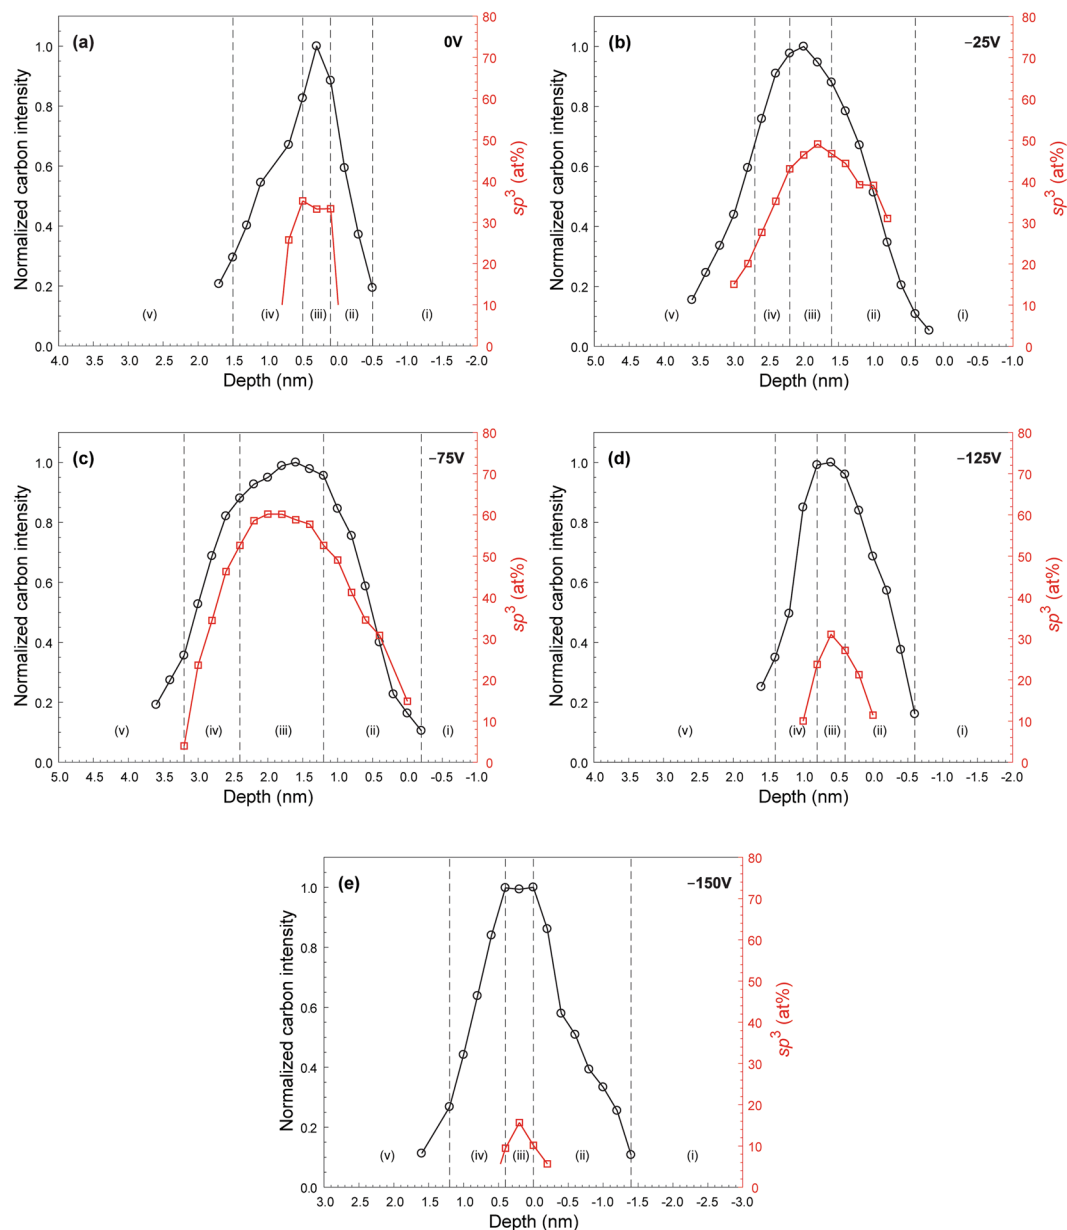 (a) 0V
Normalized carbon intensity
1.0
0.8
0.6
0.4
0.2
0.0
80
70
60
50
40
30
20
10
0
sp³ (at%)
(v) (iv) (iii) (ii) (i)
3.0 2.5 2.0 1.5 1.0 0.5 0.0 -0.5 -1.0 -1.5 -2.0
Depth (nm)
(b) −25V
Normalized carbon intensity
1.0
0.8
0.6
0.4
0.2
0.0
80
70
60
50
40
30
20
10
0
sp³ (at%)
(v) (iv) (iii) (ii) (i)
5.0 4.5 4.0 3.5 3.0 2.5 2.0 1.5 1.0 0.5 0.0 -0.5 -1.0
Depth (nm)
(c) −75V
Normalized carbon intensity
1.0
0.8
0.6
0.4
0.2
0.0
80
70
60
50
40
30
20
10
0
sp³ (at%)
(v) (iv) (iii) (ii) (i)
5.0 4.5 4.0 3.5 3.0 2.5 2.0 1.5 1.0 0.5 0.0 -0.5 -1.0
Depth (nm)
(d) −125V
Normalized carbon intensity
1.0
0.8
0.6
0.4
0.2
0.0
80
70
60
50
40
30
20
10
0
sp³ (at%)
(v) (iv) (iii) (ii) (i)
4.0 3.5 3.0 2.5 2.0 1.5 1.0 0.5 0.0 -0.5 -1.0 -1.5 -2.0
Depth (nm)
(e) −150V
Normalized carbon intensity
1.0
0.8
0.6
0.4
0.2
0.0
80
70
60
50
40
30
20
10
0
sp³ (at%)
(v) (iv) (iii) (ii) (i)
3.0 2.5 2.0 1.5 1.0 0.5 0.0 -0.5 -1.0 -1.5 -2.0 -2.5 -3.0
Depth (nm)